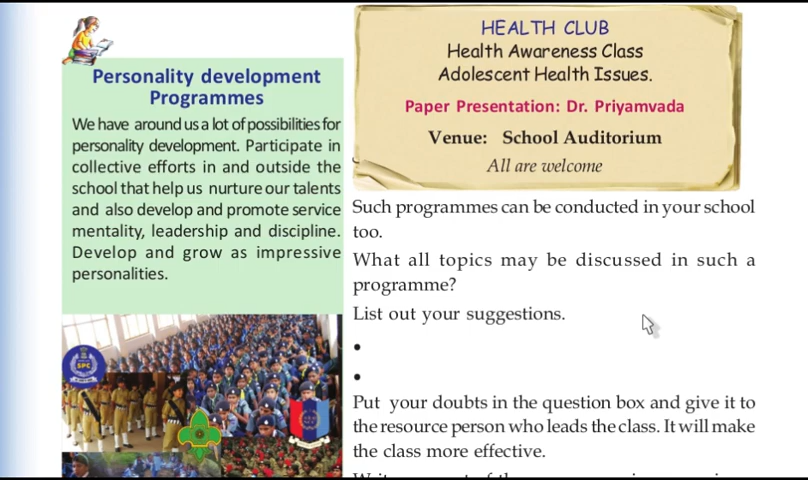 Personality development
Programmes
We have around us a lot of possibilities for
personality development. Participate in
collective efforts in and outside the
school that help us nurture our talents
and also develop and promote service
mentality, leadership and discipline.
Develop and grow as impressive
personalities.
SPC
HEALTH CLUB
Health Awareness Class
Adolescent Health Issues.
Paper Presentation: Dr. Priyamvada
Venue: School Auditorium
All are welcome
Such programmes can be conducted in your school
too.
What all topics may be discussed in such a
programme?
List out your suggestions.
•
•
Put your doubts in the question box and give it to
the resource person who leads the class. It will make
the class more effective.